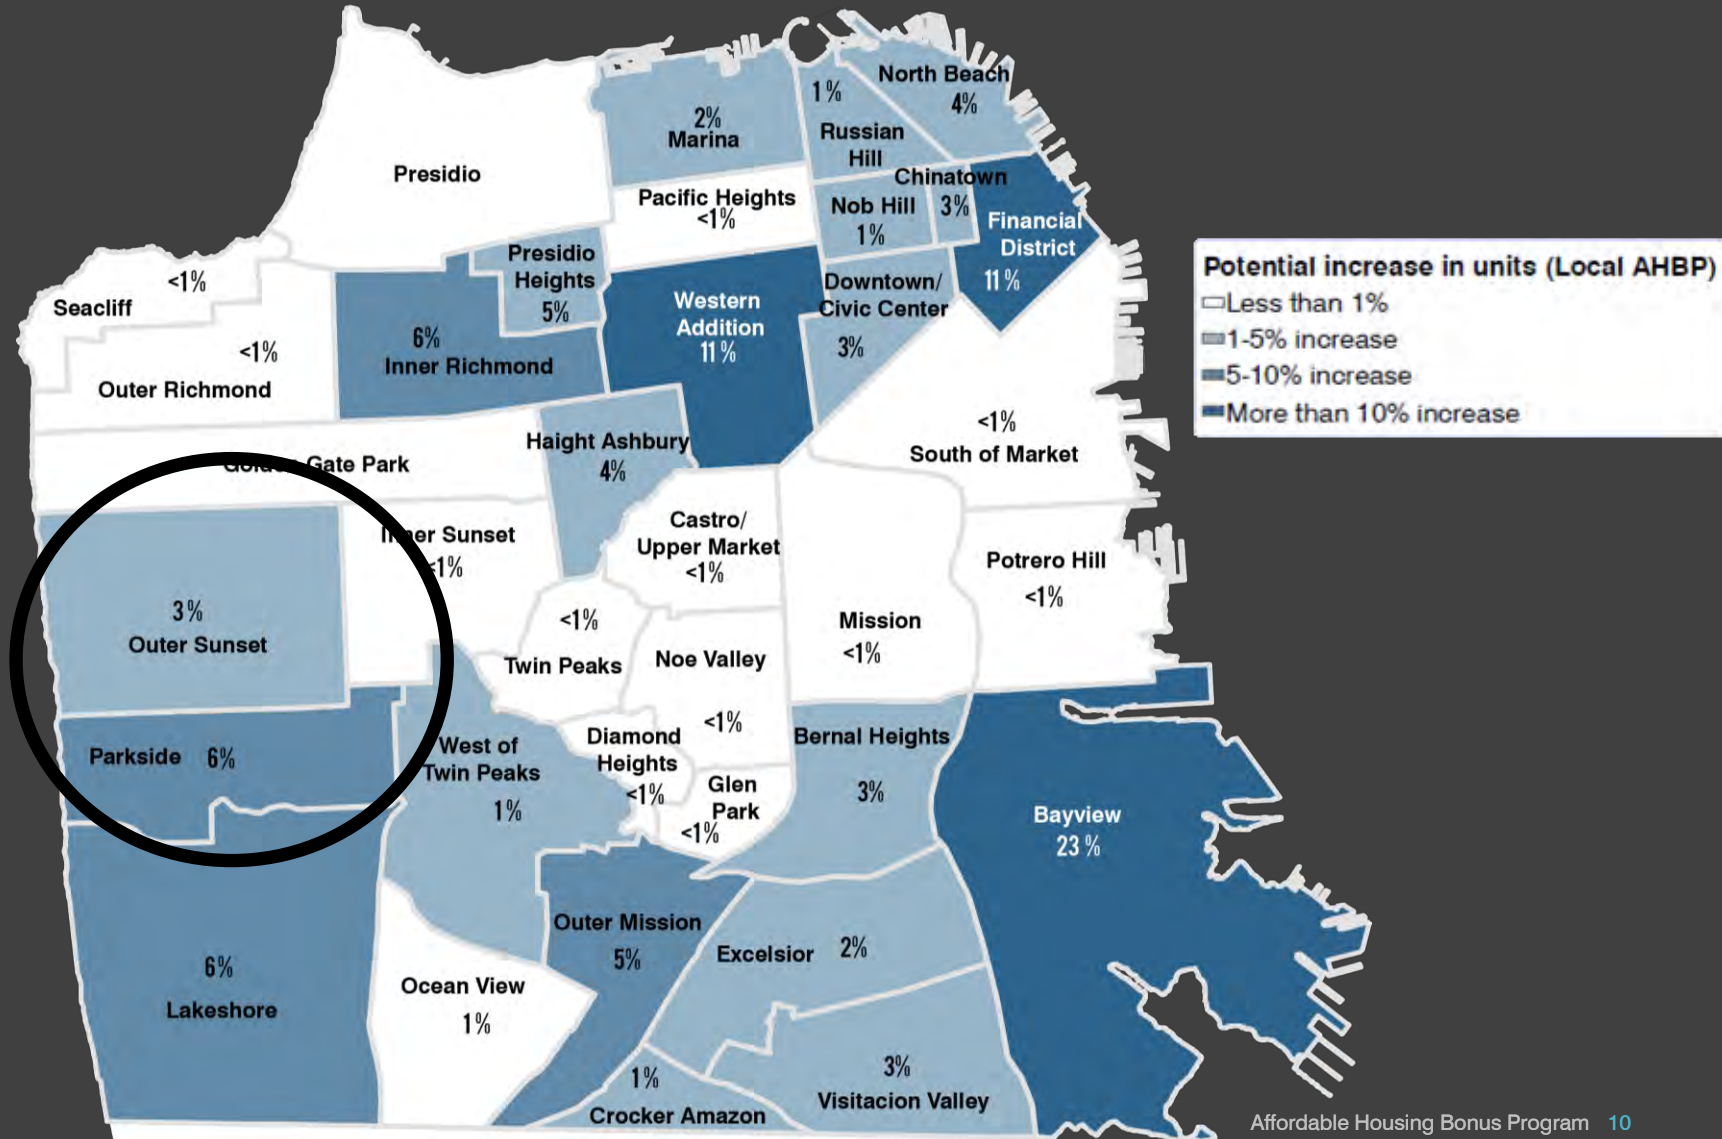 North Beach
4%
1%
Russian
Hill
2%
Marina
Presidio
Pacific Heights
<1%
Chinatown
3%
Nob Hill
1%
Financial
District
11%
Presidio
Heights
5%
Seacliff
<1%
Western
Addition
11%
Downtown/
Civic Center
3%
6%
Inner Richmond
<1%
Outer Richmond
Potential increase in units (Local AHBP)
Less than 1%
1-5% increase
5-10% increase
More than 10% increase
Golden Gate Park
Haight Ashbury
4%
<1%
South of Market
Inner Sunset
<1%
Castro/
Upper Market
<1%
Potrero Hill
<1%
3%
Outer Sunset
<1%
Twin Peaks
Noe Valley
<1%
Mission
<1%
Parkside 6%
West of
Twin Peaks
1%
Diamond
Heights
<1%
Glen
Park
<1%
Bernal Heights
3%
Bayview
23%
6%
Lakeshore
Ocean View
1%
Outer Mission
5%
Excelsior 2%
1%
Crocker Amazon
3%
Visitacion Valley
Affordable Housing Bonus Program 10